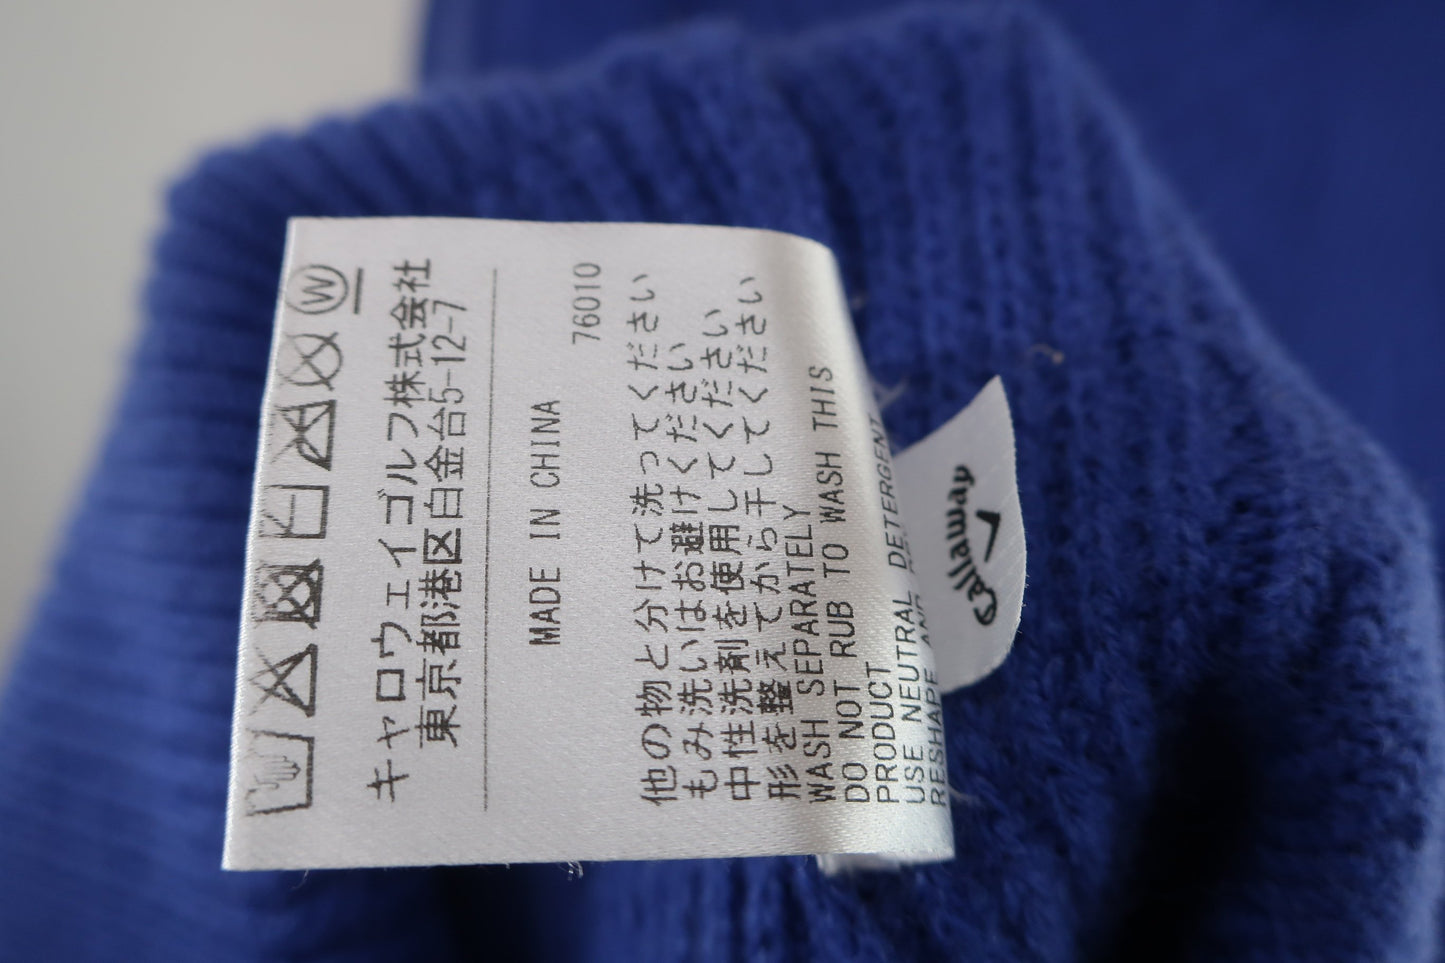 W
キャロウェイゴルフ株式会社
東京都港区白金台5-12-7
MADE IN CHINA
76010
他の物と分けて洗ってください
もみ洗いはお避けください
中性洗剤を使用してください
形を整えてから干してください
WASH SEPARATELY
DO NOT RUB TO WASH THIS
PRODUCT
USE NEUTRAL DETERGENT
RESHAPE AND
Callaway